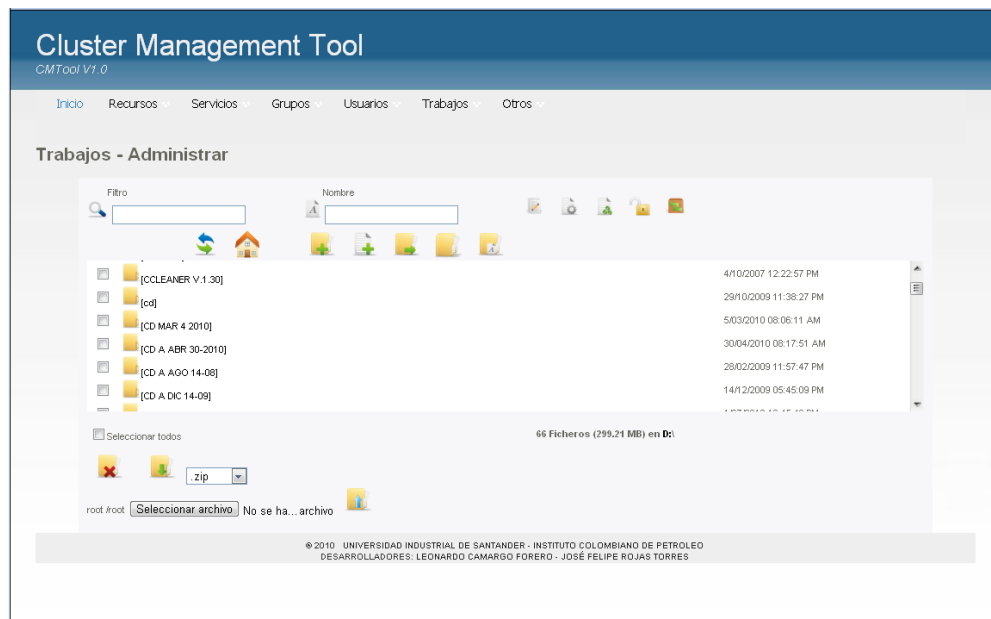 Cluster Management Tool
CMTool V1.0
Inicio Recursos Servicios Grupos Usuarios Trabajos Otros
Trabajos - Administrar
Filtro Nombre
[CCLEANER V.1.30] 4/10/2007 12:22:57 PM
[cd] 29/10/2009 11:38:27 PM
[CD MAR 4 2010] 5/03/2010 08:06:11 AM
[CD A ABR 30-2010] 30/04/2010 08:17:51 AM
[CD A AGO 14-08] 28/02/2009 11:57:47 PM
[CD A DIC 14-09] 14/12/2009 05:45:09 PM
Seleccionar todos 66 Ficheros (299.21 MB) en D:\
.zip
root /root Seleccionar archivo No se ha... archivo
© 2010 UNIVERSIDAD INDUSTRIAL DE SANTANDER - INSTITUTO COLOMBIANO DE PETROLEO
DESARROLLADORES: LEONARDO CAMARGO FORERO - JOSÉ FELIPE ROJAS TORRES